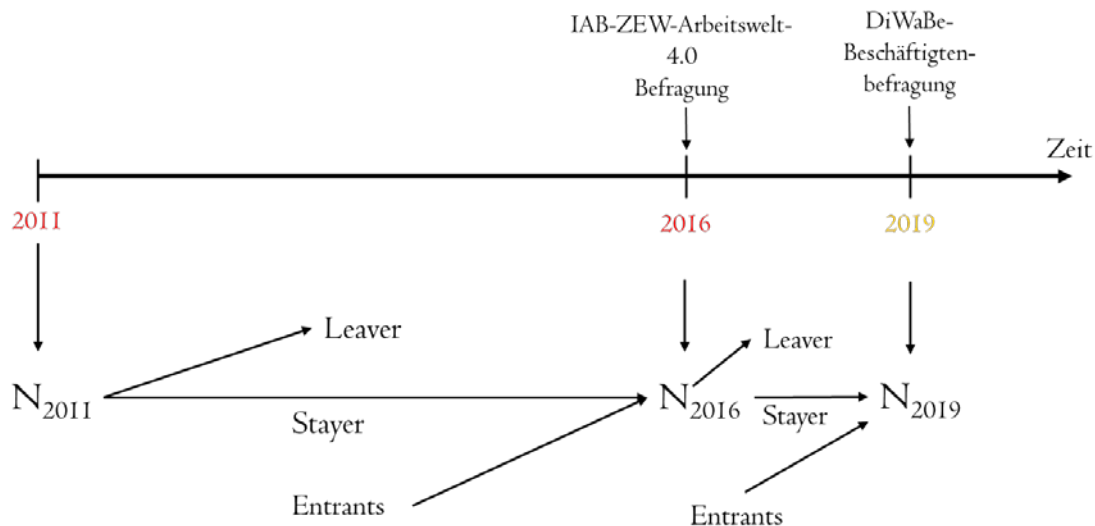 IAB-ZEW-Arbeitswelt-
4.0
Befragung
DiWaBe-
Beschäftigten-
befragung
Zeit
2011
2016
2019
Leaver
Leaver
N2011
N2016
N2019
Stayer
Stayer
Entrants
Entrants